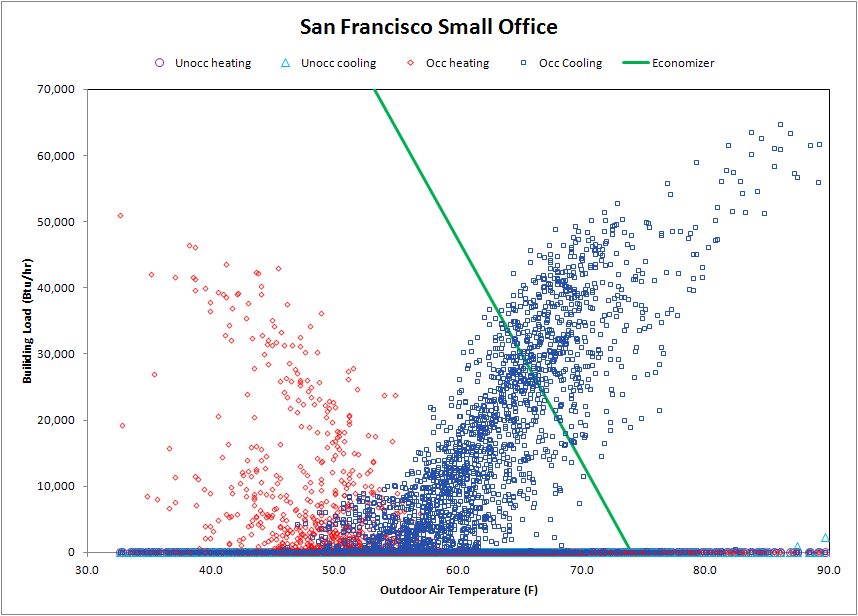 San Francisco Small Office
Unocc heating Unocc cooling Occ heating Occ Cooling Economizer
70,000
60,000
50,000
40,000
30,000
20,000
10,000
0
Building Load (Btu/hr)
30.0 40.0 50.0 60.0 70.0 80.0 90.0
Outdoor Air Temperature (F)